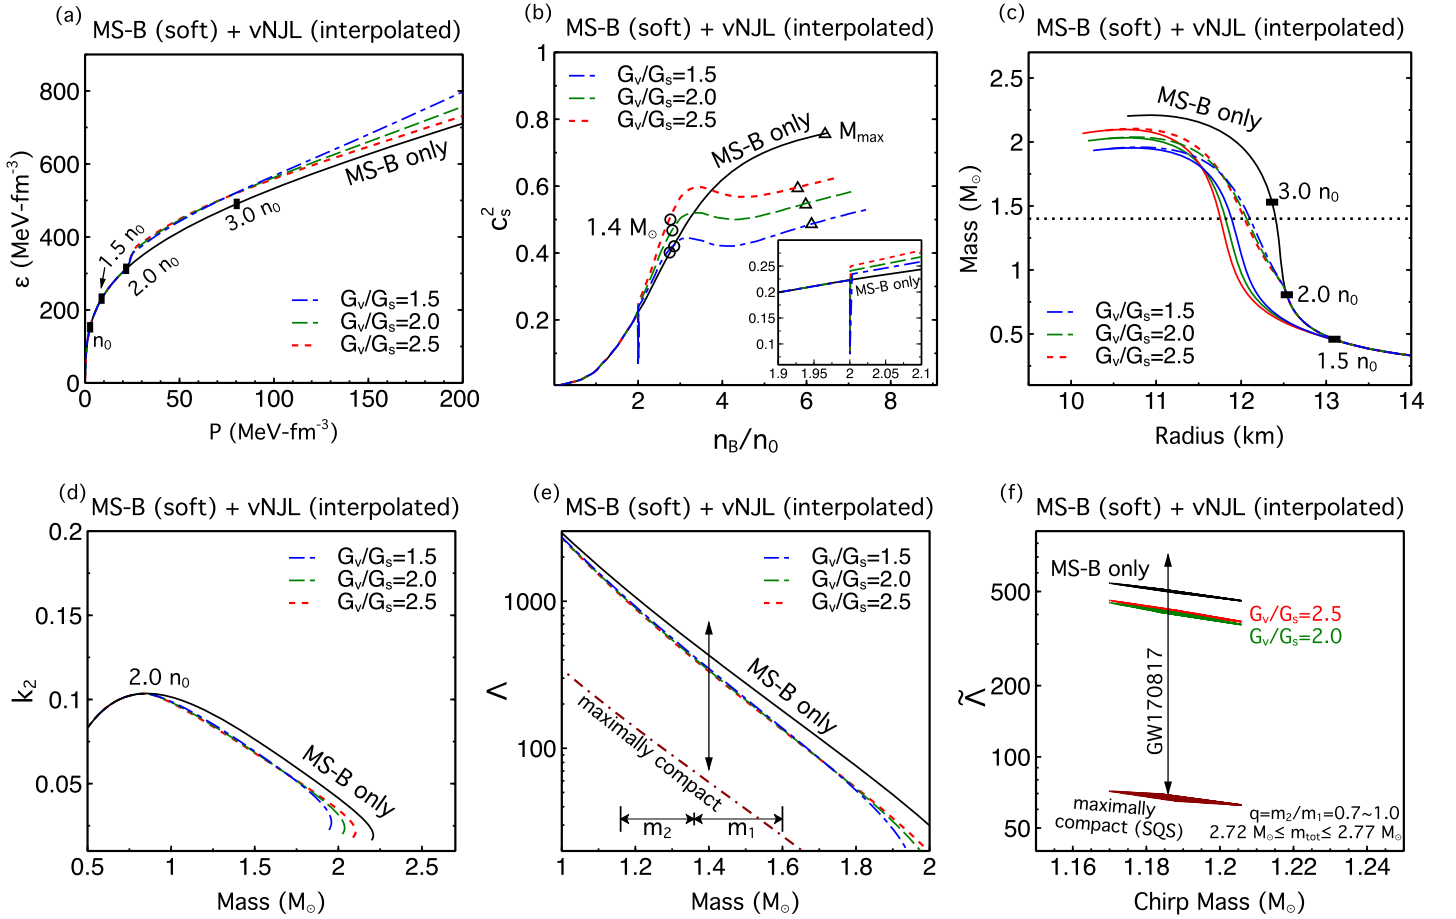 (a)
MS-B (soft) + vNJL (interpolated)
800
600
400
200
0
ε (MeV-fm⁻³)
n₀
1.5 n₀
2.0 n₀
3.0 n₀
MS-B only
Gᵥ/Gₛ=1.5
Gᵥ/Gₛ=2.0
Gᵥ/Gₛ=2.5
0 50 100 150 200
P (MeV-fm⁻³)
(b)
MS-B (soft) + vNJL (interpolated)
1
0.8
0.6
0.4
0.2
cₛ²
Gᵥ/Gₛ=1.5
Gᵥ/Gₛ=2.0
Gᵥ/Gₛ=2.5
MS-B only
Mₘₐₓ
1.4 M☉
0.25
0.2
0.15
0.1
MS-B only
1.9 1.95 2 2.05 2.1
2 4 6 8
n_B/n₀
(c)
MS-B (soft) + vNJL (interpolated)
2.5
2.0
1.5
1.0
0.5
Mass (M☉)
MS-B only
3.0 n₀
2.0 n₀
1.5 n₀
Gᵥ/Gₛ=1.5
Gᵥ/Gₛ=2.0
Gᵥ/Gₛ=2.5
10 11 12 13 14
Radius (km)
(d)
MS-B (soft) + vNJL (interpolated)
0.2
0.15
0.1
0.05
k₂
Gᵥ/Gₛ=1.5
Gᵥ/Gₛ=2.0
Gᵥ/Gₛ=2.5
2.0 n₀
MS-B only
0.5 1 1.5 2 2.5
Mass (M☉)
(e)
MS-B (soft) + vNJL (interpolated)
1000
100
Λ
Gᵥ/Gₛ=1.5
Gᵥ/Gₛ=2.0
Gᵥ/Gₛ=2.5
MS-B only
maximally compact
m₂ m₁
1 1.2 1.4 1.6 1.8 2
Mass (M☉)
(f)
MS-B (soft) + vNJL (interpolated)
500
200
100
50
Λ̃
MS-B only
Gᵥ/Gₛ=2.5
Gᵥ/Gₛ=2.0
GW170817
maximally
compact (SQS)
q=m₂/m₁=0.7~1.0
2.72 M☉≤ mₜₒₜ≤ 2.77 M☉
1.16 1.18 1.20 1.22 1.24
Chirp Mass (M☉)